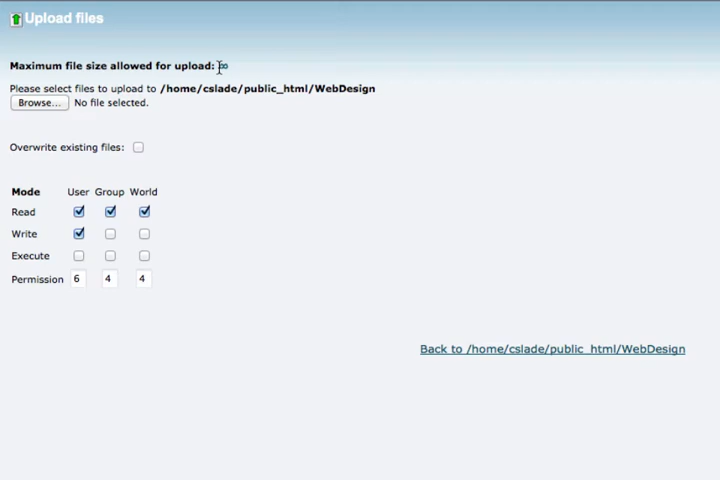 Upload files
Maximum file size allowed for upload: ∞
Please select files to upload to /home/cslade/public_html/WebDesign
Browse... No file selected.
Overwrite existing files:
Mode User Group World
Read
Write
Execute
Permission 6 4 4
Back to /home/cslade/public_html/WebDesign